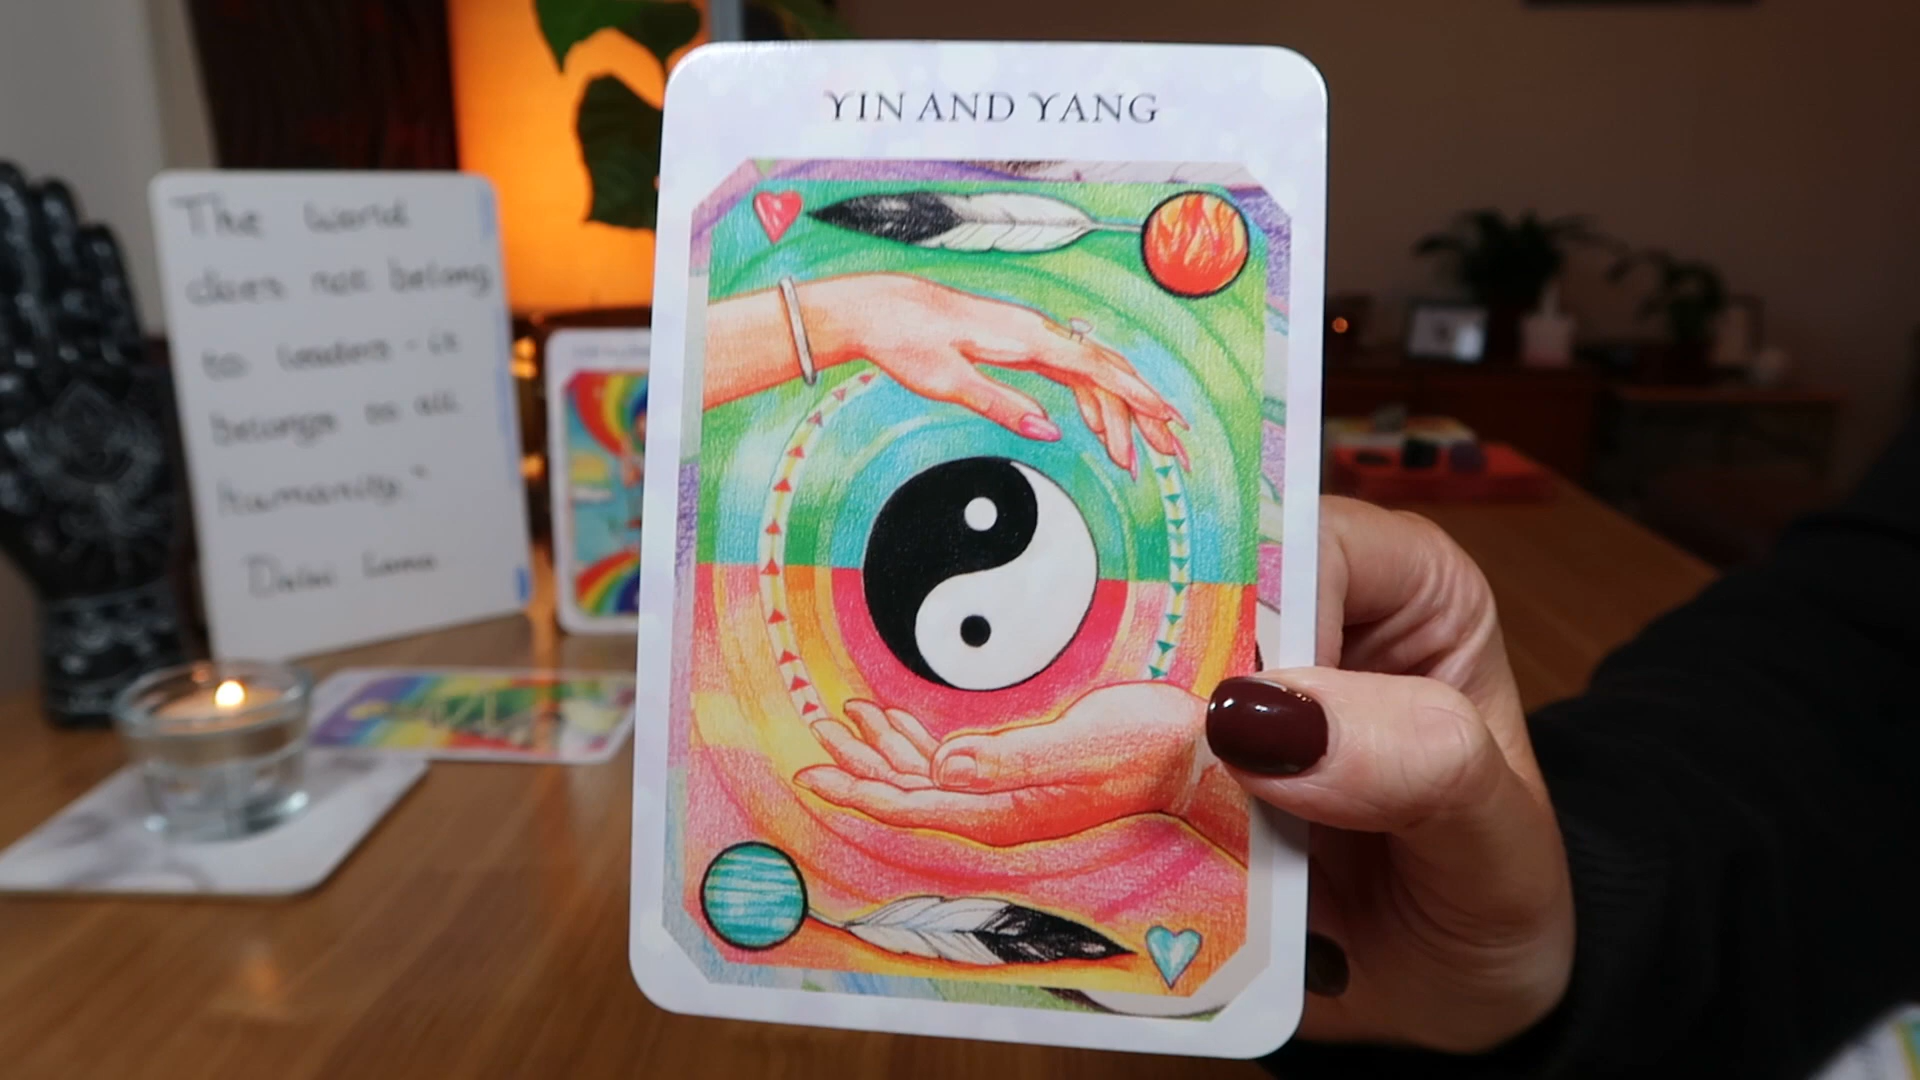 YIN AND YANG
The World
does not belong
to leaders - it
belongs to all
humanity."
Dalai Lama